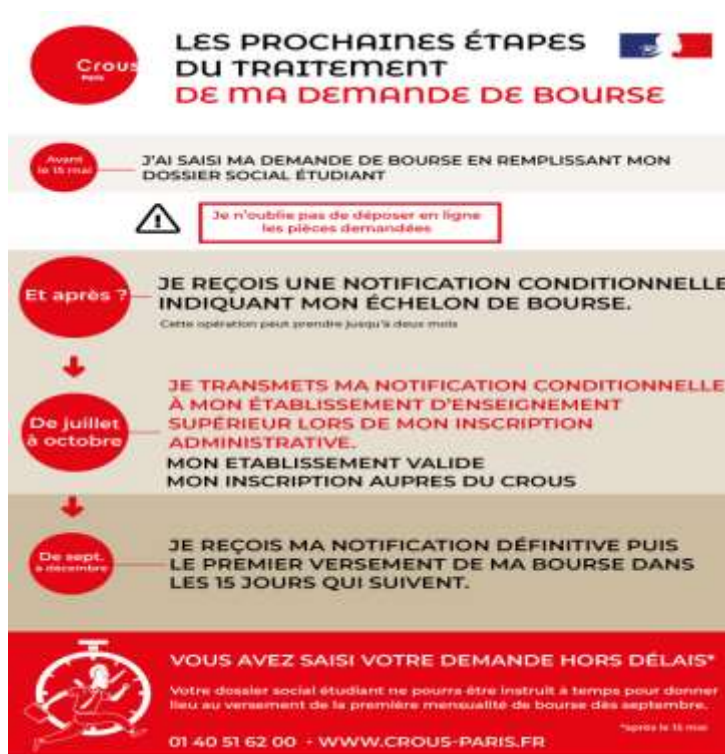 Crous
Paris
LES PROCHAINES ÉTAPES
DU TRAITEMENT
DE MA DEMANDE DE BOURSE
Avant
le 15 mai
J'AI SAISI MA DEMANDE DE BOURSE EN REMPLISSANT MON
DOSSIER SOCIAL ÉTUDIANT
Je n'oublie pas de déposer en ligne
les pièces demandées
Et après ?
JE REÇOIS UNE NOTIFICATION CONDITIONNELLE
INDIQUANT MON ÉCHELON DE BOURSE.
Cette opération peut prendre jusqu'à deux mois
De juillet
à octobre
JE TRANSMETS MA NOTIFICATION CONDITIONNELLE
À MON ÉTABLISSEMENT D'ENSEIGNEMENT
SUPÉRIEUR LORS DE MON INSCRIPTION
ADMINISTRATIVE.
MON ETABLISSEMENT VALIDE
MON INSCRIPTION AUPRES DU CROUS
De sept.
à décembre
JE REÇOIS MA NOTIFICATION DÉFINITIVE PUIS
LE PREMIER VERSEMENT DE MA BOURSE DANS
LES 15 JOURS QUI SUIVENT.
VOUS AVEZ SAISI VOTRE DEMANDE HORS DÉLAIS*
Votre dossier social étudiant ne pourra être instruit à temps pour donner
lieu au versement de la première mensualité de bourse dès septembre.
*après le 15 mai
01 40 51 62 00 - WWW.CROUS-PARIS.FR